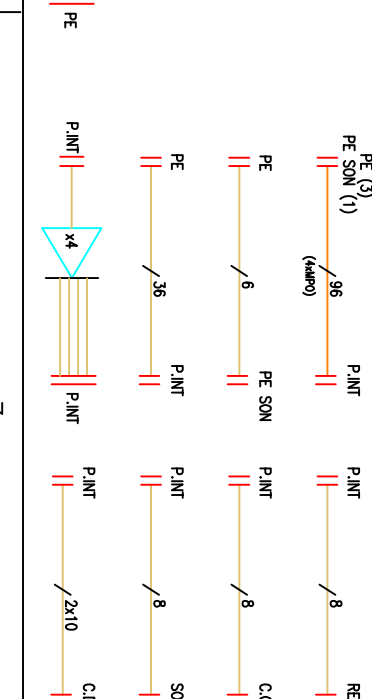 PE
PE (3)
PE SON (1)
96
(4xMPO)
P.INT
PE
6
PE SON
PE
36
P.INT
P.INT
x4
P.INT
P.INT
8
P.INT
8
P.INT
8
P.INT
2x10